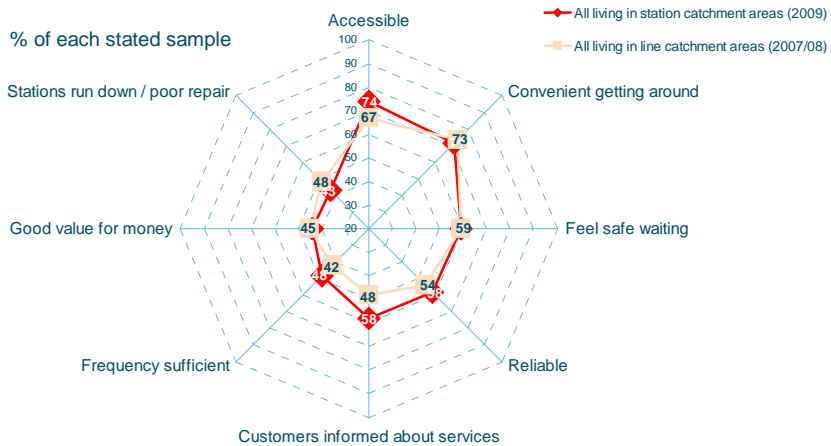 Accessible
All living in station catchment areas (2009)
All living in line catchment areas (2007/08)
% of each stated sample
100
90
80
70
60
50
40
30
20
Stations run down / poor repair
Convenient getting around
74
67
73
48
43
Good value for money
45
59
Feel safe waiting
42
46
54
58
48
58
Frequency sufficient
Reliable
Customers informed about services